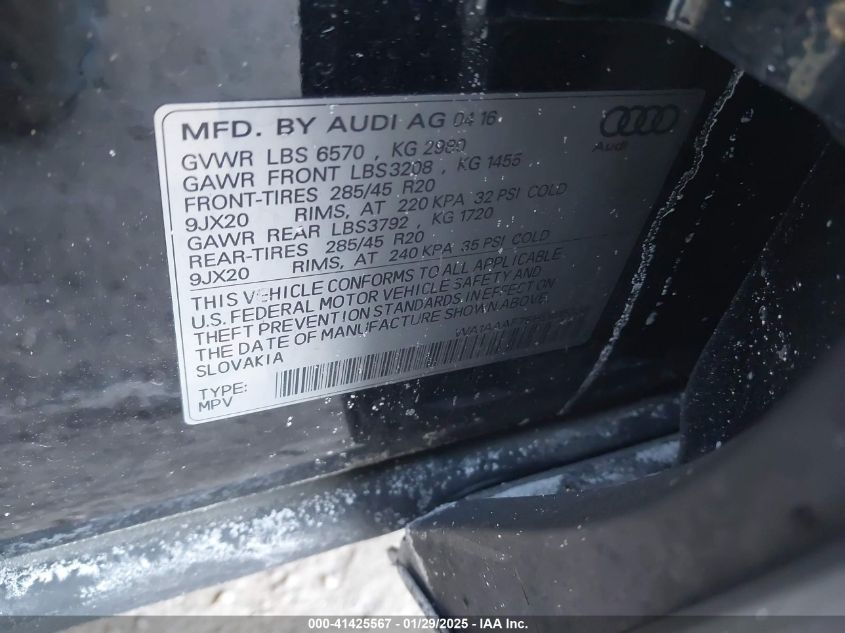 MFD. BY AUDI AG 04 16
Audi
GVWR LBS 6570 , KG 2980
GAWR FRONT LBS3208 , KG 1455
FRONT-TIRES 285/45 R20
9JX20 RIMS, AT 220 KPA 32 PSI COLD
GAWR REAR LBS3792 , KG 1720
REAR-TIRES 285/45 R20
9JX20 RIMS, AT 240 KPA 35 PSI COLD
THIS VEHICLE CONFORMS TO ALL APPLICABLE
U.S. FEDERAL MOTOR VEHICLE SAFETY AND
THEFT PREVENTION STANDARDS IN EFFECT ON
THE DATE OF MANUFACTURE SHOWN ABOVE.
SLOVAKIA
TYPE:
MPV
000-41425567 - 01/29/2025 - IAA Inc.